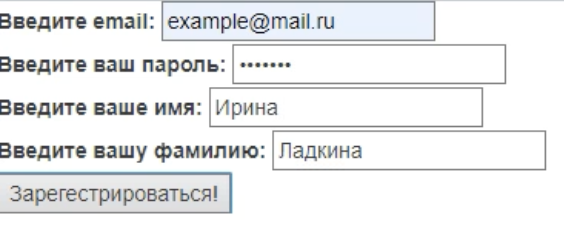 Введите email: example@mail.ru
Введите ваш пароль: •••••••
Введите ваше имя: Ирина
Введите вашу фамилию: Ладкина
Зарегестрироваться!